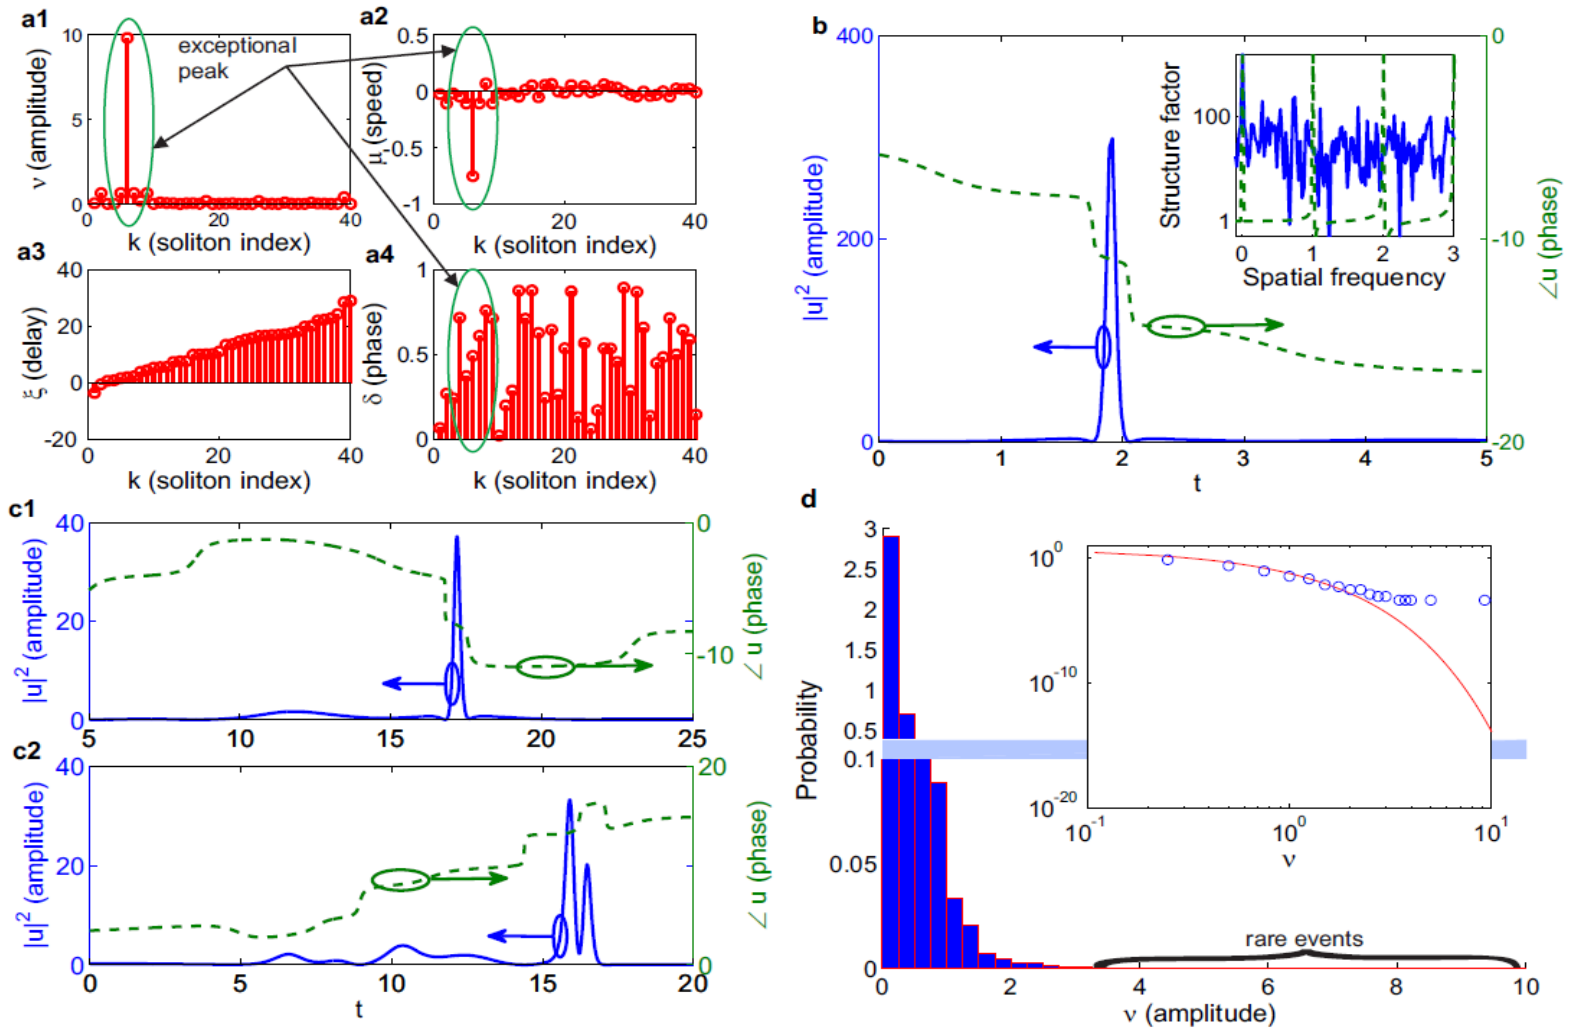 a1
10
5
0
0
20
40
ν (amplitude)
k (soliton index)
exceptional
peak
a2
0.5
0
-0.5
-1
0
20
40
μ (speed)
k (soliton index)
a3
40
20
0
-20
0
20
40
ξ (delay)
k (soliton index)
a4
1
0.5
0
0
20
40
δ (phase)
k (soliton index)
b
400
300
200
100
0
0
-10
-20
0
1
2
3
4
5
|u|² (amplitude)
∠u (phase)
t
Structure factor
100
1
0
1
2
3
Spatial frequency
c1
40
20
0
0
-10
5
10
15
20
25
|u|² (amplitude)
∠ u (phase)
c2
40
20
0
20
10
0
0
5
10
15
20
|u|² (amplitude)
∠ u (phase)
t
d
3
2.5
2
1.5
1
0.5
0.1
0.05
0
0
2
4
6
8
10
Probability
ν (amplitude)
rare events
10⁰
10⁻¹⁰
10⁻²⁰
10⁻¹
10⁰
10¹
ν